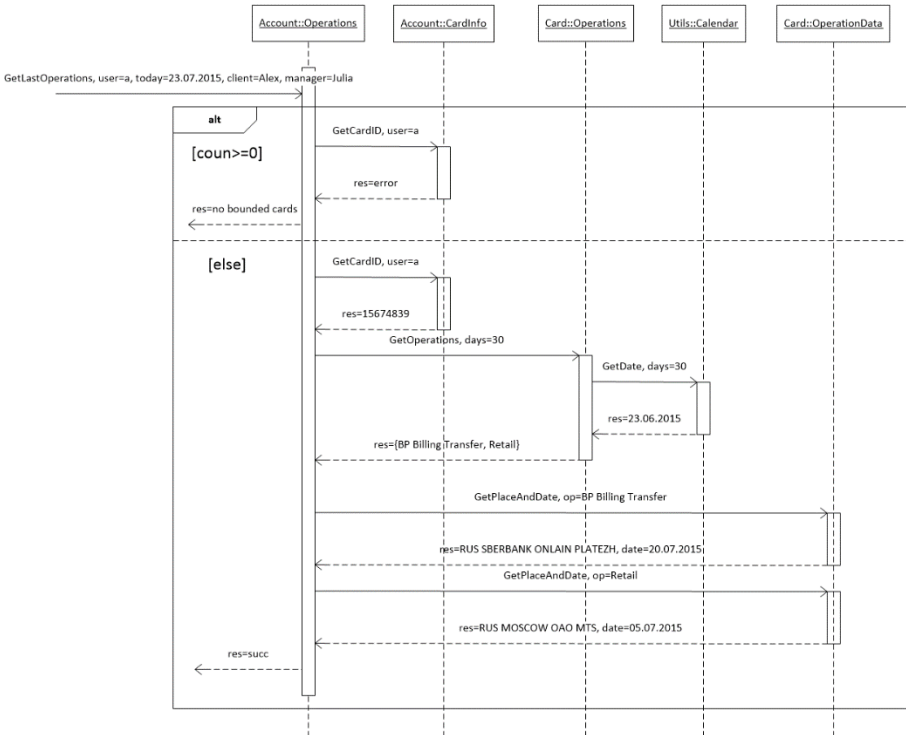 Account::Operations
Account::CardInfo
Card::Operations
Utils::Calendar
Card::OperationData
GetLastOperations, user=a, today=23.07.2015, client=Alex, manager=Julia
alt
GetCardID, user=a
[coun>=0]
res=error
res=no bounded cards
GetCardID, user=a
[else]
res=15674839
GetOperations, days=30
GetDate, days=30
res=23.06.2015
res={BP Billing Transfer, Retail}
GetPlaceAndDate, op=BP Billing Transfer
res=RUS SBERBANK ONLAIN PLATEZH, date=20.07.2015
GetPlaceAndDate, op=Retail
res=RUS MOSCOW OAO MTS, date=05.07.2015
res=succ